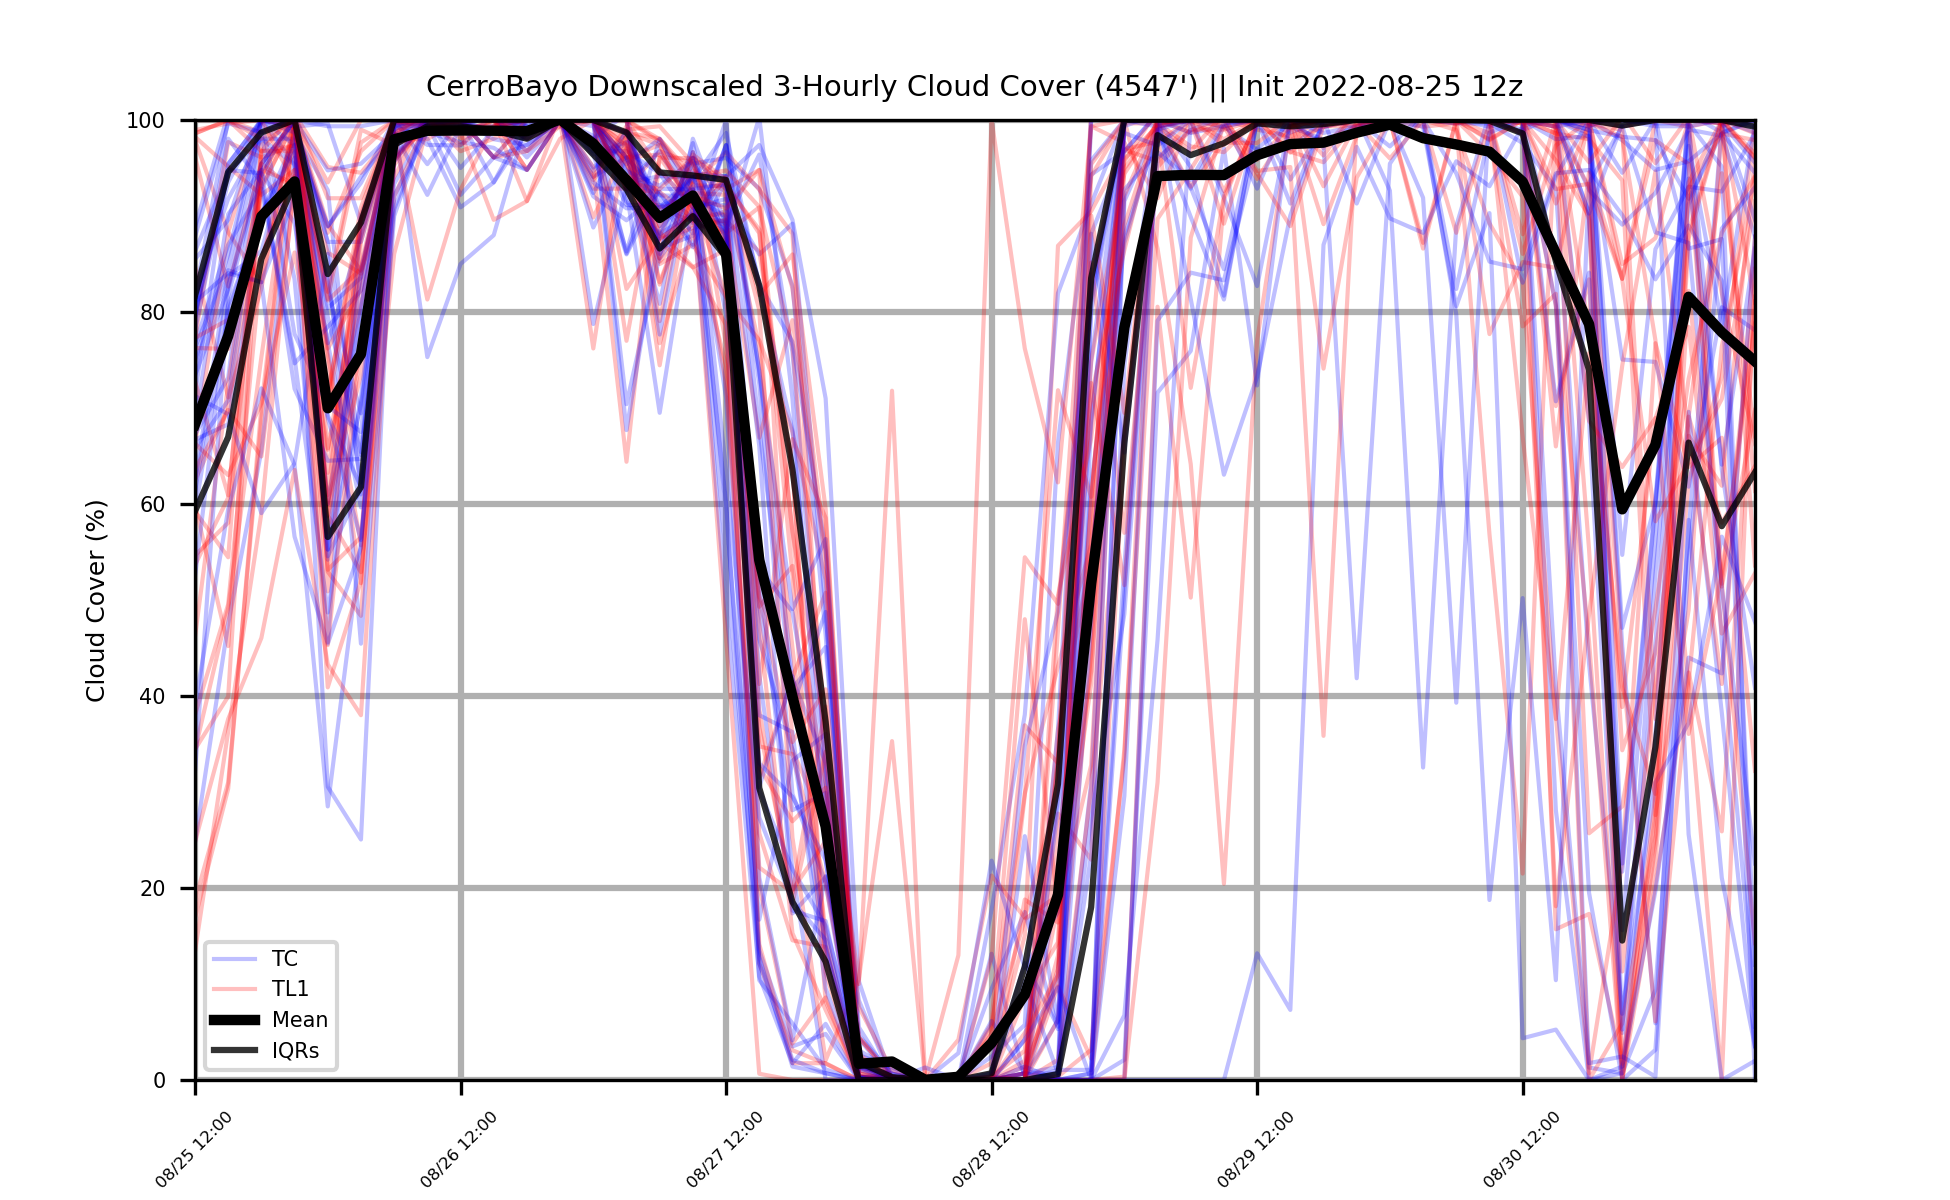 CerroBayo Downscaled 3-Hourly Cloud Cover (4547') || Init 2022-08-25 12z
Cloud Cover (%)
100
80
60
40
20
0
TC
TL1
Mean
IQRs
08/25 12:00
08/26 12:00
08/27 12:00
08/28 12:00
08/29 12:00
08/30 12:00